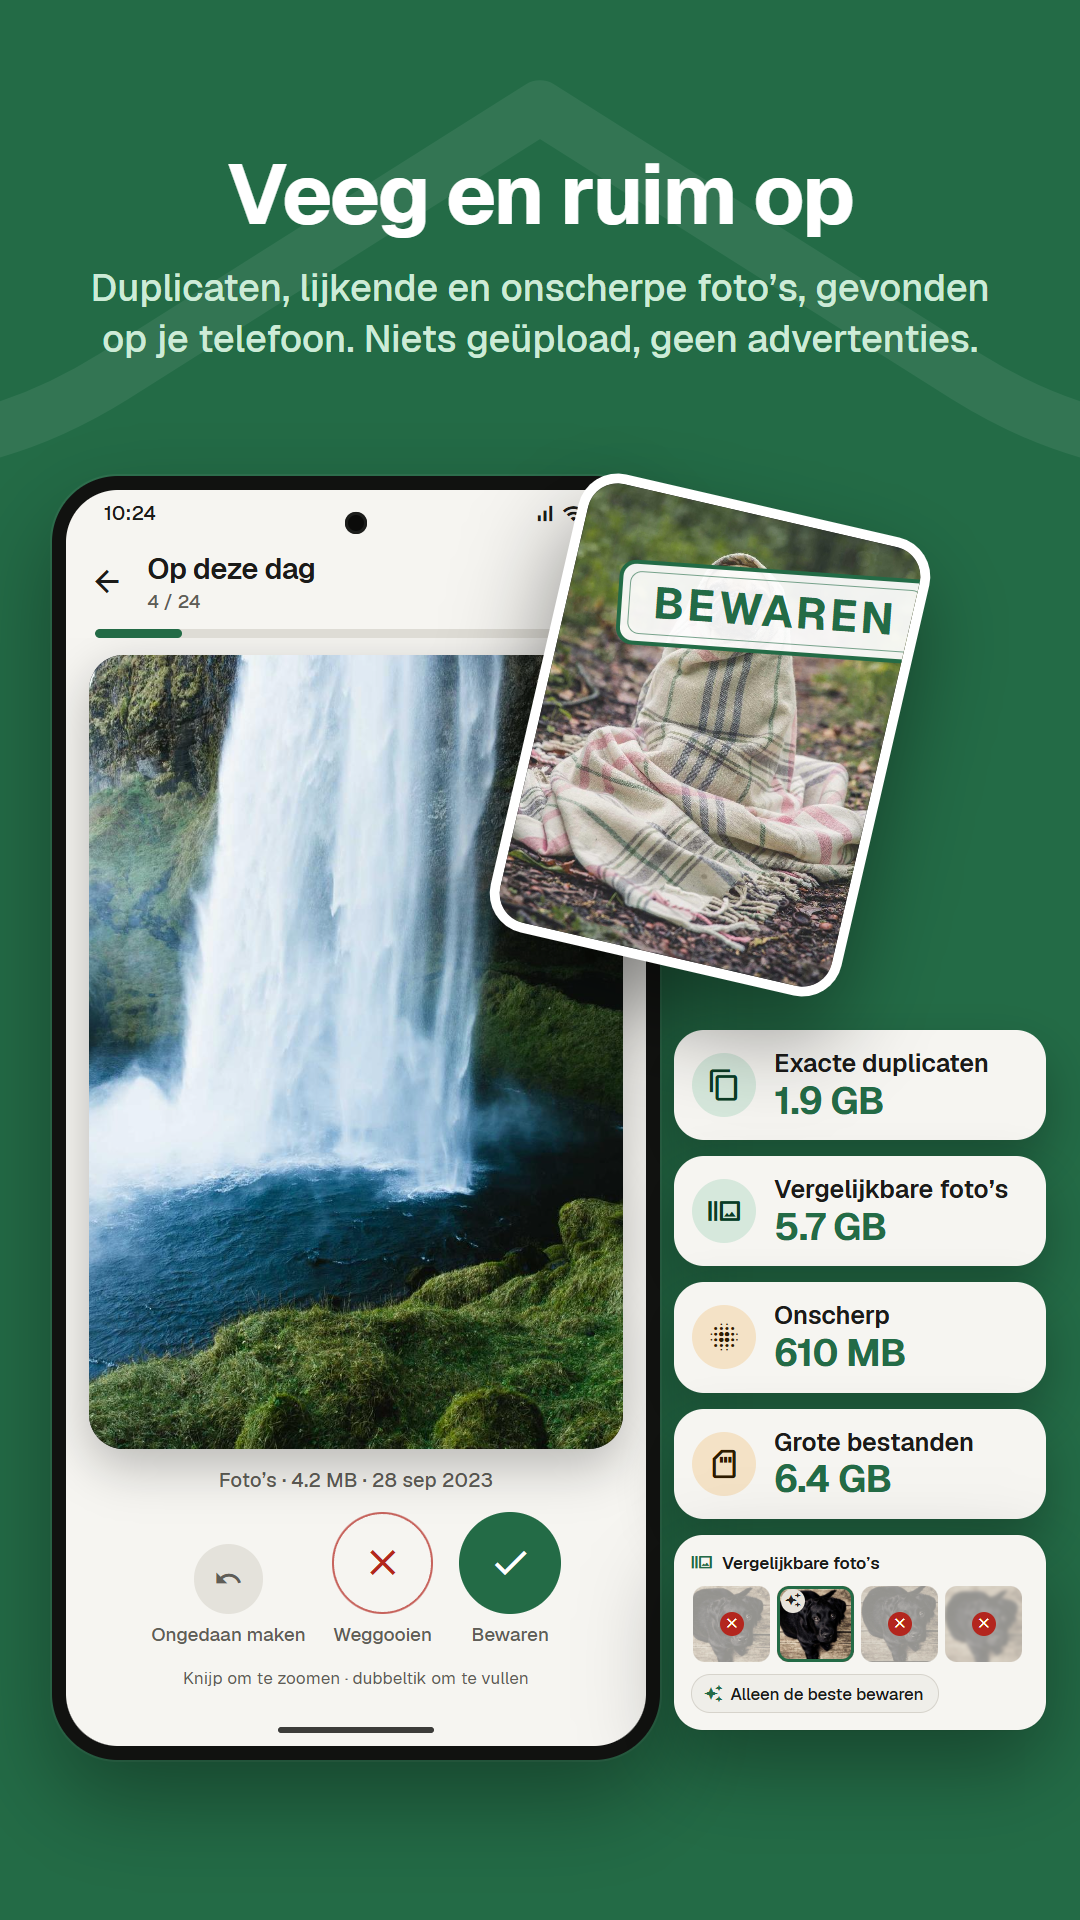 Veeg en ruim op
Duplicaten, lijkende en onscherpe foto’s, gevonden
op je telefoon. Niets geüpload, geen advertenties.
10:24
Op deze dag
4 / 24
BEWAREN
Exacte duplicaten
1.9 GB
Vergelijkbare foto’s
5.7 GB
Onscherp
610 MB
Grote bestanden
6.4 GB
Foto’s · 4.2 MB · 28 sep 2023
Ongedaan maken
Weggooien
Bewaren
Knijp om te zoomen · dubbeltik om te vullen
Vergelijkbare foto’s
Alleen de beste bewaren